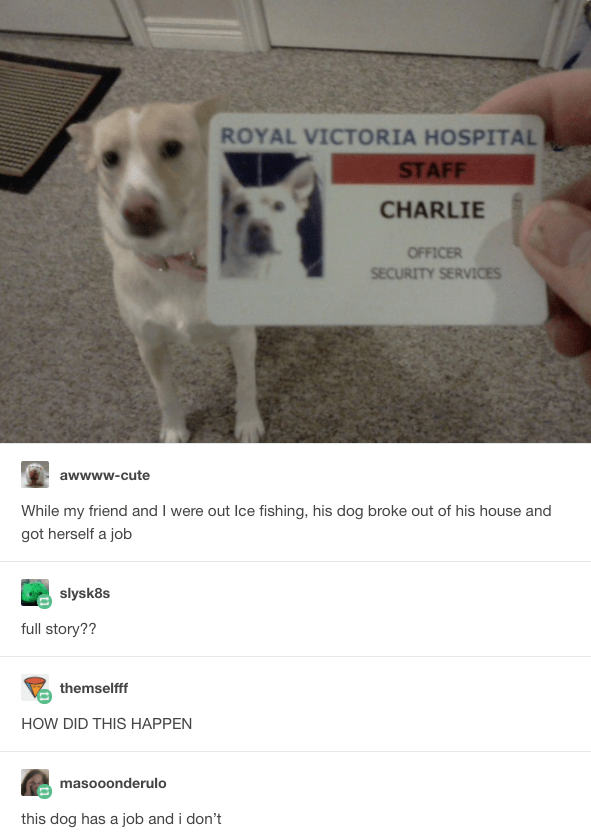 ROYAL VICTORIA HOSPITAL
STAFF
CHARLIE
OFFICER
SECURITY SERVICES
awwww-cute
While my friend and I were out Ice fishing, his dog broke out of his house and
got herself a job
slysk8s
full story??
themselfff
HOW DID THIS HAPPEN
masooonderulo
this dog has a job and i don’t